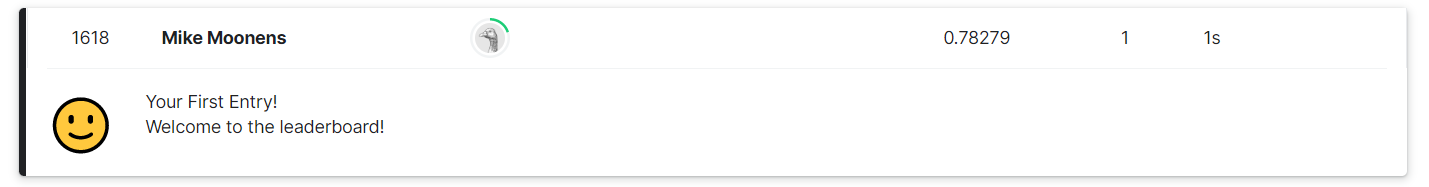 1618 Mike Moonens 0.78279 1 1s
Your First Entry!
Welcome to the leaderboard!